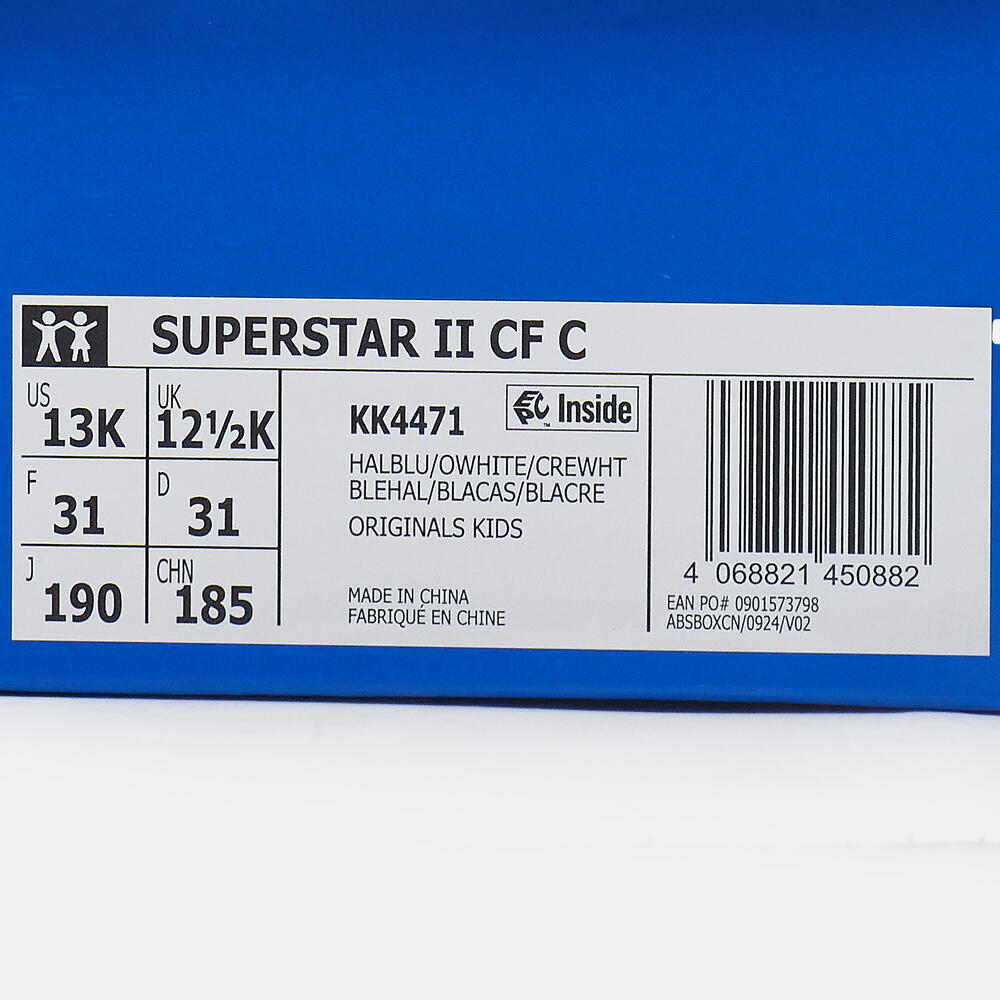 SUPERSTAR II CF C
US 13K
UK 12½K
F 31
D 31
J 190
CHN 185
KK4471
EPC™ Inside
HALBLU/OWHITE/CREWHT
BLEHAL/BLACAS/BLACRE
ORIGINALS KIDS
MADE IN CHINA
FABRIQUÉ EN CHINE
4 068821 450882
EAN PO# 0901573798
ABSBOXCN/0924/V02